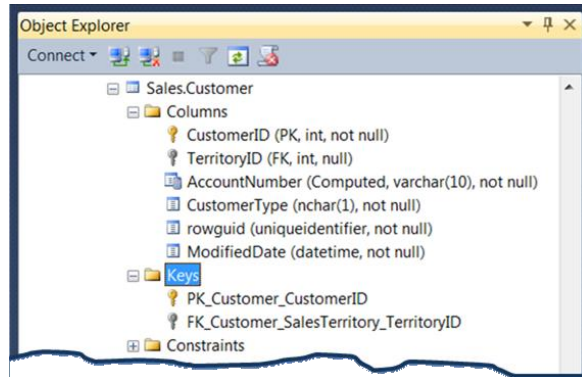 Object Explorer
Connect
Sales.Customer
Columns
CustomerID (PK, int, not null)
TerritoryID (FK, int, null)
AccountNumber (Computed, varchar(10), not null)
CustomerType (nchar(1), not null)
rowguid (uniqueidentifier, not null)
ModifiedDate (datetime, not null)
Keys
PK_Customer_CustomerID
FK_Customer_SalesTerritory_TerritoryID
Constraints